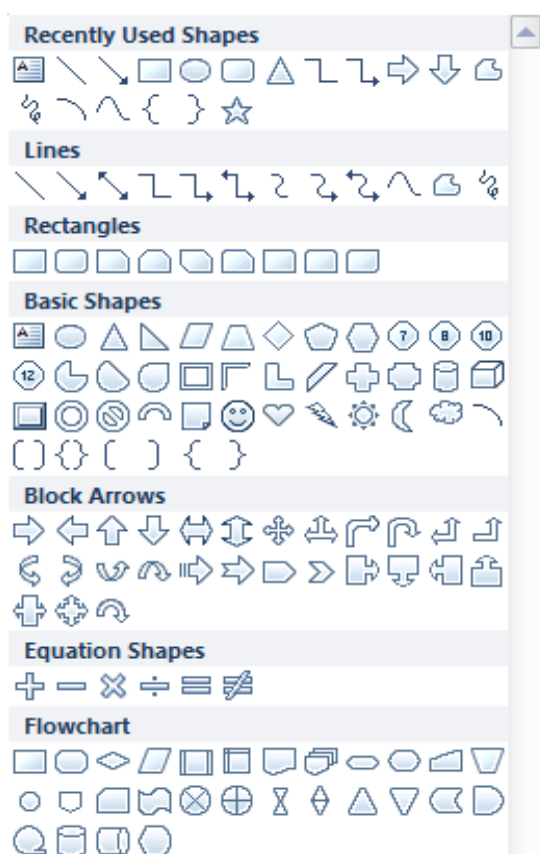 Recently Used Shapes
A
Lines
Rectangles
Basic Shapes
A 7 8 10
12
Block Arrows
Equation Shapes
Flowchart